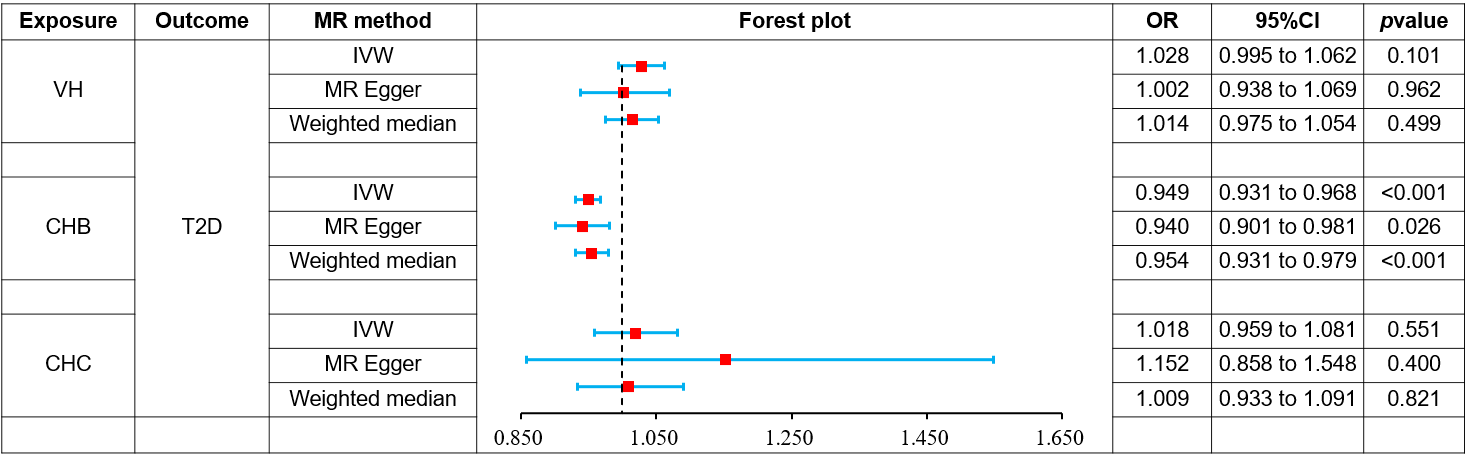 Exposure Outcome MR method Forest plot OR 95%CI pvalue
IVW 1.028 0.995 to 1.062 0.101
VH MR Egger 1.002 0.938 to 1.069 0.962
Weighted median 1.014 0.975 to 1.054 0.499
IVW 0.949 0.931 to 0.968 <0.001
CHB T2D MR Egger 0.940 0.901 to 0.981 0.026
Weighted median 0.954 0.931 to 0.979 <0.001
IVW 1.018 0.959 to 1.081 0.551
CHC MR Egger 1.152 0.858 to 1.548 0.400
Weighted median 1.009 0.933 to 1.091 0.821
0.850 1.050 1.250 1.450 1.650